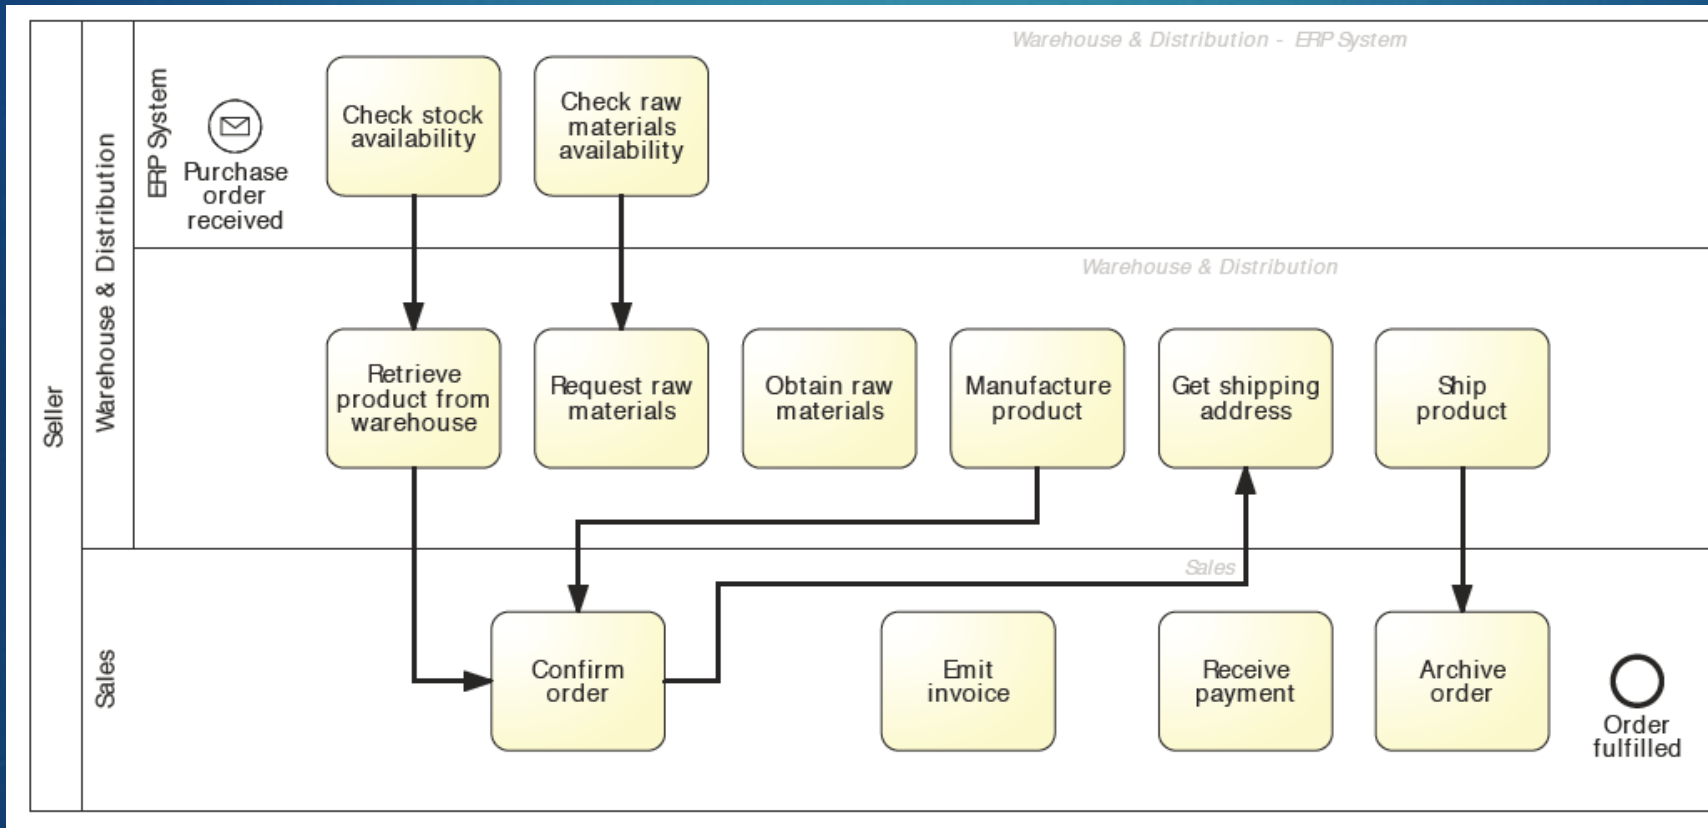 Warehouse & Distribution - ERP System
Seller
Warehouse & Distribution
ERP System
Purchase
order
received
Check stock
availability
Check raw
materials
availability
Warehouse & Distribution
Retrieve
product from
warehouse
Request raw
materials
Obtain raw
materials
Manufacture
product
Get shipping
address
Ship
product
Sales
Sales
Confirm
order
Emit
invoice
Receive
payment
Archive
order
Order
fulfilled